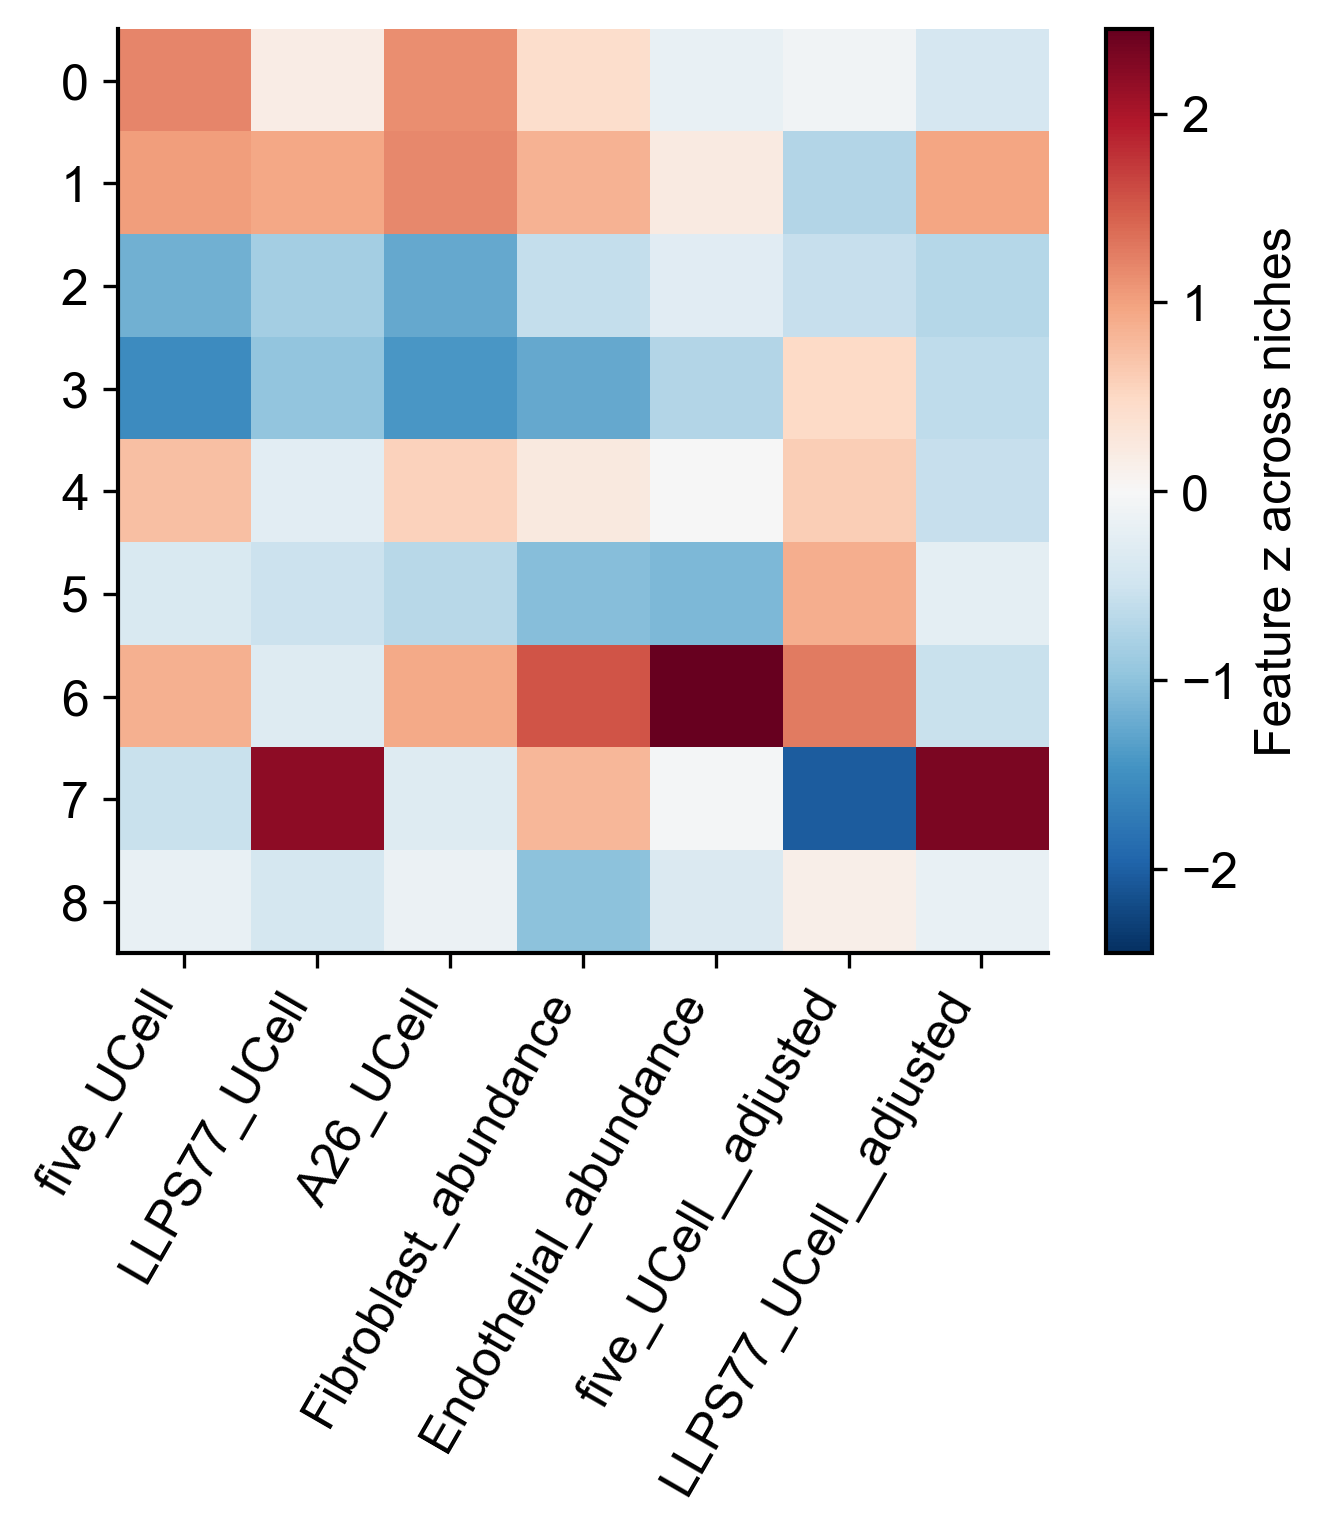 0
1
2
3
4
5
6
7
8
five_UCell
LLPS77_UCell
A26_UCell
Fibroblast_abundance
Endothelial_abundance
five_UCell__adjusted
LLPS77_UCell__adjusted
2
1
0
−1
−2
Feature z across niches